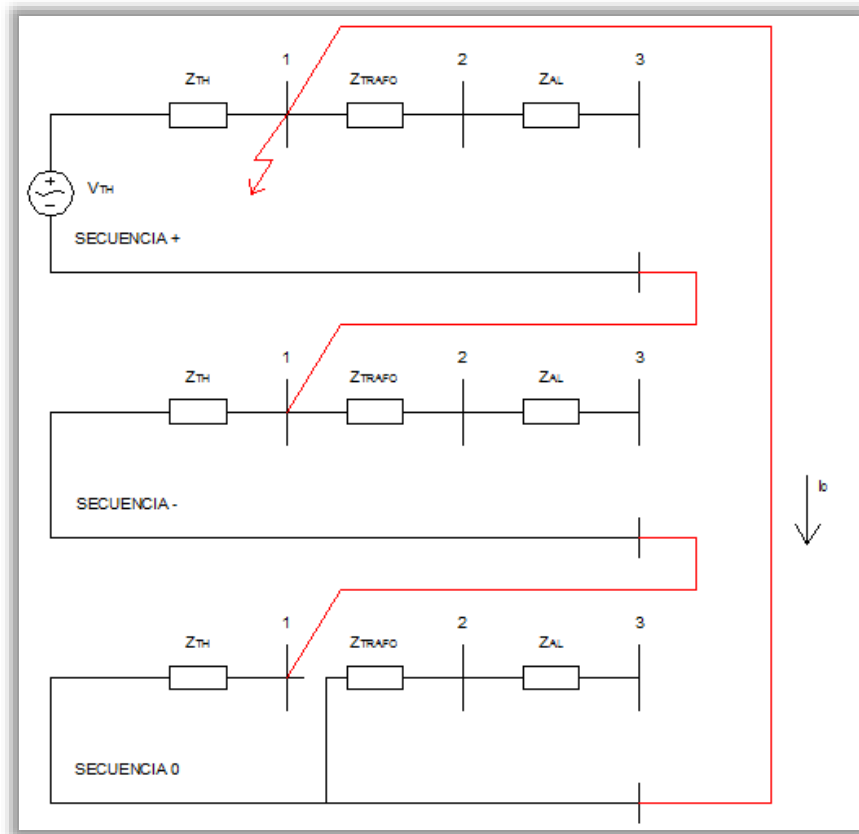 1 2 3
ZTH ZTRAFO ZAL
VTH
SECUENCIA +
1 2 3
ZTH ZTRAFO ZAL
SECUENCIA -
I0
1 2 3
ZTH ZTRAFO ZAL
SECUENCIA 0